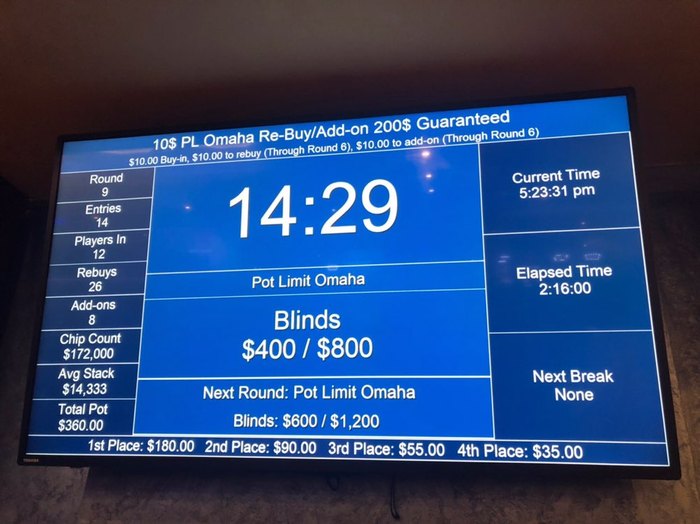 10$ PL Omaha Re-Buy/Add-on 200$ Guaranteed
$10.00 Buy-in, $10.00 to rebuy (Through Round 6), $10.00 to add-on (Through Round 6)
Round
9
Entries
14
Players In
12
Rebuys
26
Add-ons
8
Chip Count
$172,000
Avg Stack
$14,333
Total Pot
$360.00
14:29
Pot Limit Omaha
Blinds
$400 / $800
Next Round: Pot Limit Omaha
Blinds: $600 / $1,200
Current Time
5:23:31 pm
Elapsed Time
2:16:00
Next Break
None
1st Place: $180.00 2nd Place: $90.00 3rd Place: $55.00 4th Place: $35.00
TOSHIBA